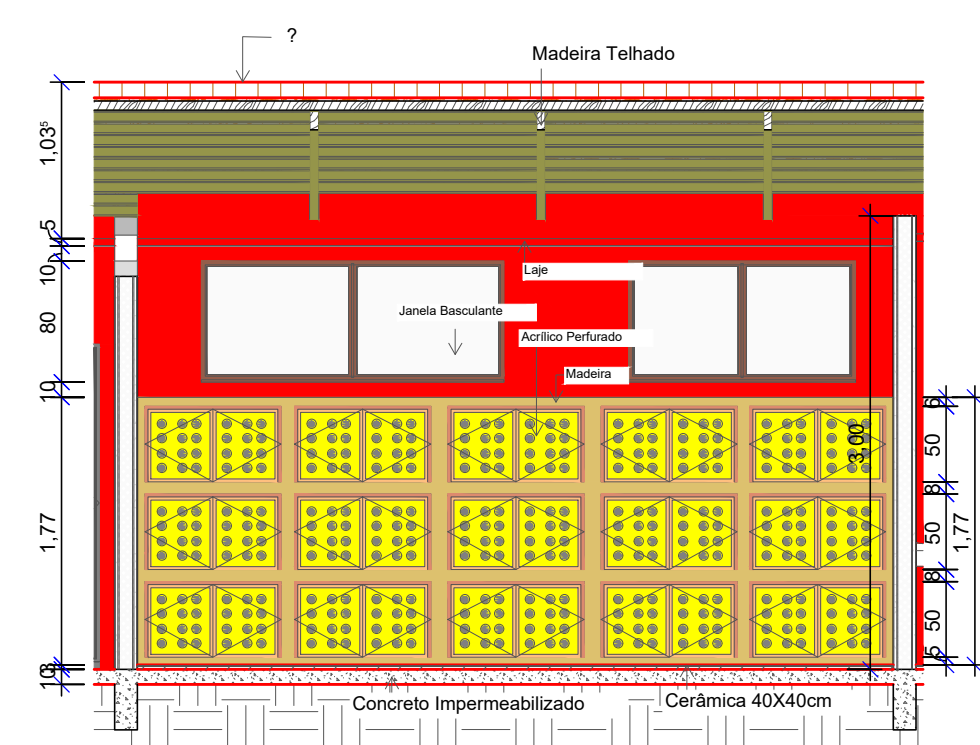 ?
Madeira Telhado
1,03⁵
5
10
80
10
1,77
10
Laje
Janela Basculante
Acrílico Perfurado
Madeira
3,00
6
50
8
50
8
50
5
1,77
Concreto Impermeabilizado
Cerâmica 40X40cm